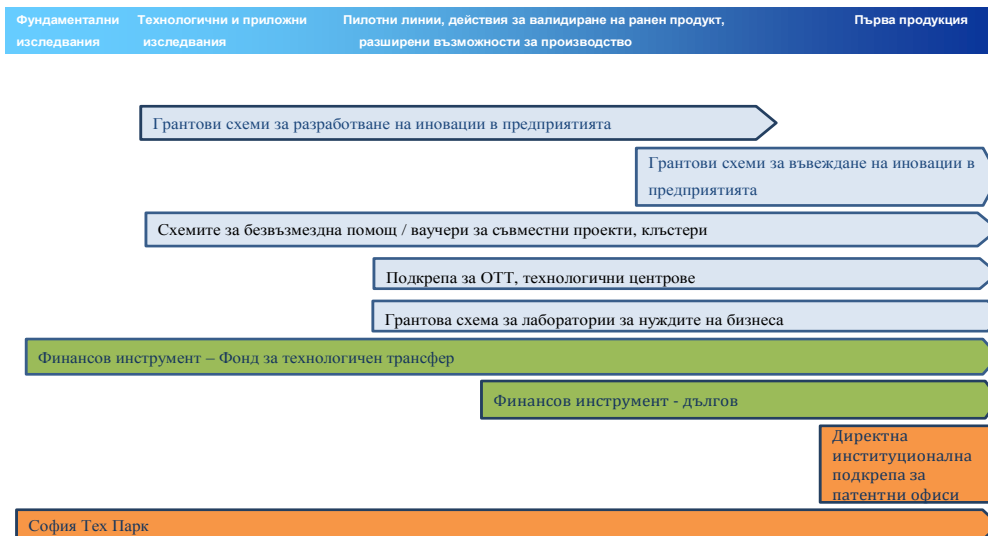 Фундаментални Технологични и приложни Пилотни линии, действия за валидиране на ранен продукт, Първа продукция
изследвания изследвания разширени възможности за производство
Грантови схеми за разработване на иновации в предприятията
Грантови схеми за въвеждане на иновации в
предприятията
Схемите за безвъзмездна помощ / ваучери за съвместни проекти, клъстери
Подкрепа за ОТТ, технологични центрове
Грантова схема за лаборатории за нуждите на бизнеса
Финансов инструмент – Фонд за технологичен трансфер
Финансов инструмент - дългов
Директна
институционална
подкрепа за
патентни офиси
София Тех Парк